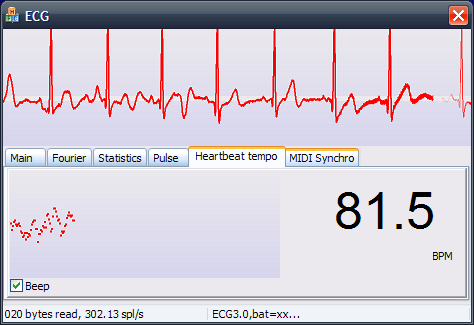 ECG
Main Fourier Statistics Pulse Heartbeat tempo MIDI Synchro
81.5
BPM
Beep
020 bytes read, 302.13 spl/s ECG3.0,bat=xx...